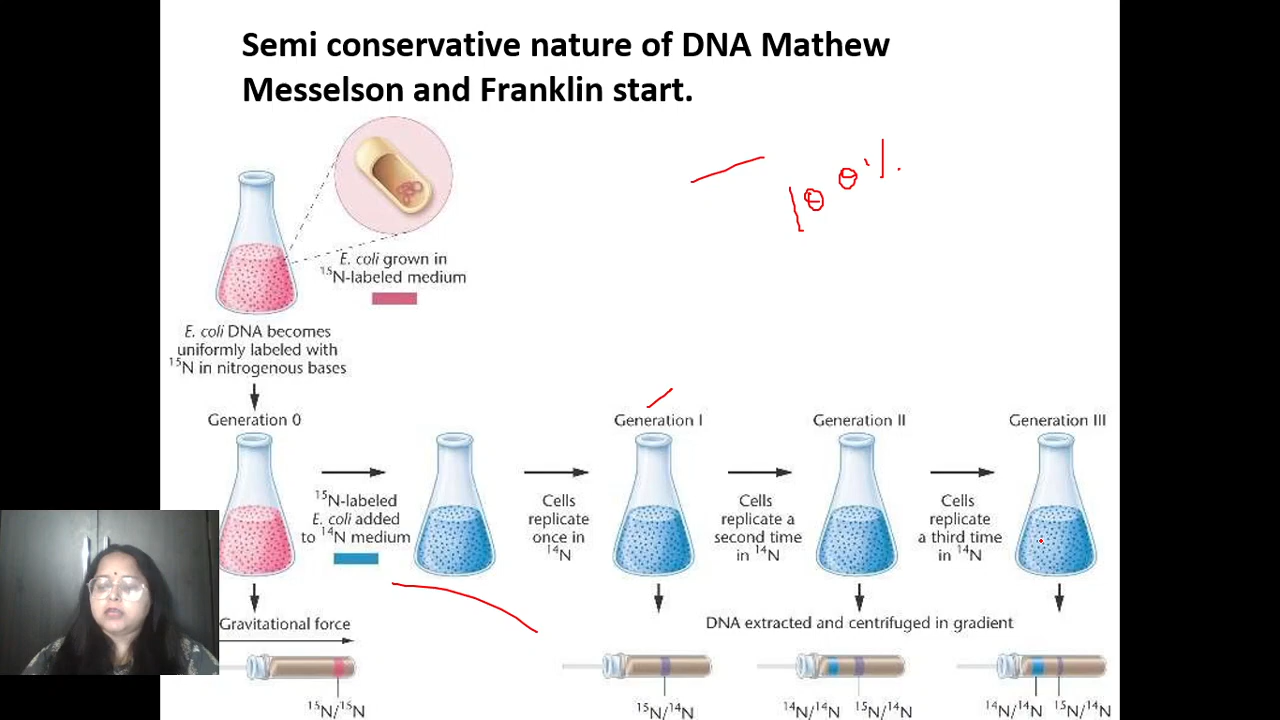 Semi conservative nature of DNA Mathew
Messelson and Franklin start.
100%
E. coli grown in
¹⁵N-labeled medium
E. coli DNA becomes
uniformly labeled with
¹⁵N in nitrogenous bases
Generation 0
Generation I
Generation II
Generation III
¹⁵N-labeled
E. coli added
to ¹⁴N medium
Cells
replicate
once in
¹⁴N
Cells
replicate a
second time
in ¹⁴N
Cells
replicate
a third time
in ¹⁴N
Gravitational force
DNA extracted and centrifuged in gradient
¹⁵N/¹⁵N
¹⁵N/¹⁴N
¹⁴N/¹⁴N
¹⁵N/¹⁴N
¹⁴N/¹⁴N
¹⁵N/¹⁴N